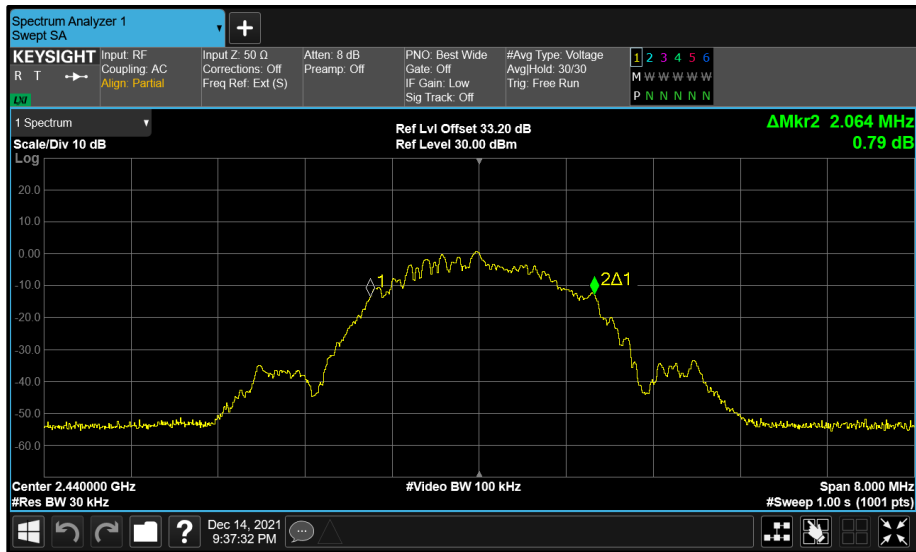 Spectrum Analyzer 1
Swept SA
KEYSIGHT Input: RF Input Z: 50 Ω Atten: 8 dB PNO: Best Wide #Avg Type: Voltage 1 2 3 4 5 6
R T Coupling: AC Corrections: Off Preamp: Off Gate: Off Avg|Hold: 30/30 M W W W W W
Align: Partial Freq Ref: Ext (S) IF Gain: Low Trig: Free Run
LXI Sig Track: Off P N N N N N
1 Spectrum Ref Lvl Offset 33.20 dB ΔMkr2 2.064 MHz
Scale/Div 10 dB Ref Level 30.00 dBm 0.79 dB
Log
20.0
10.0
0.00
-10.0 1 2Δ1
-20.0
-30.0
-40.0
-50.0
-60.0
Center 2.440000 GHz #Video BW 100 kHz Span 8.000 MHz
#Res BW 30 kHz #Sweep 1.00 s (1001 pts)
? Dec 14, 2021
9:37:32 PM